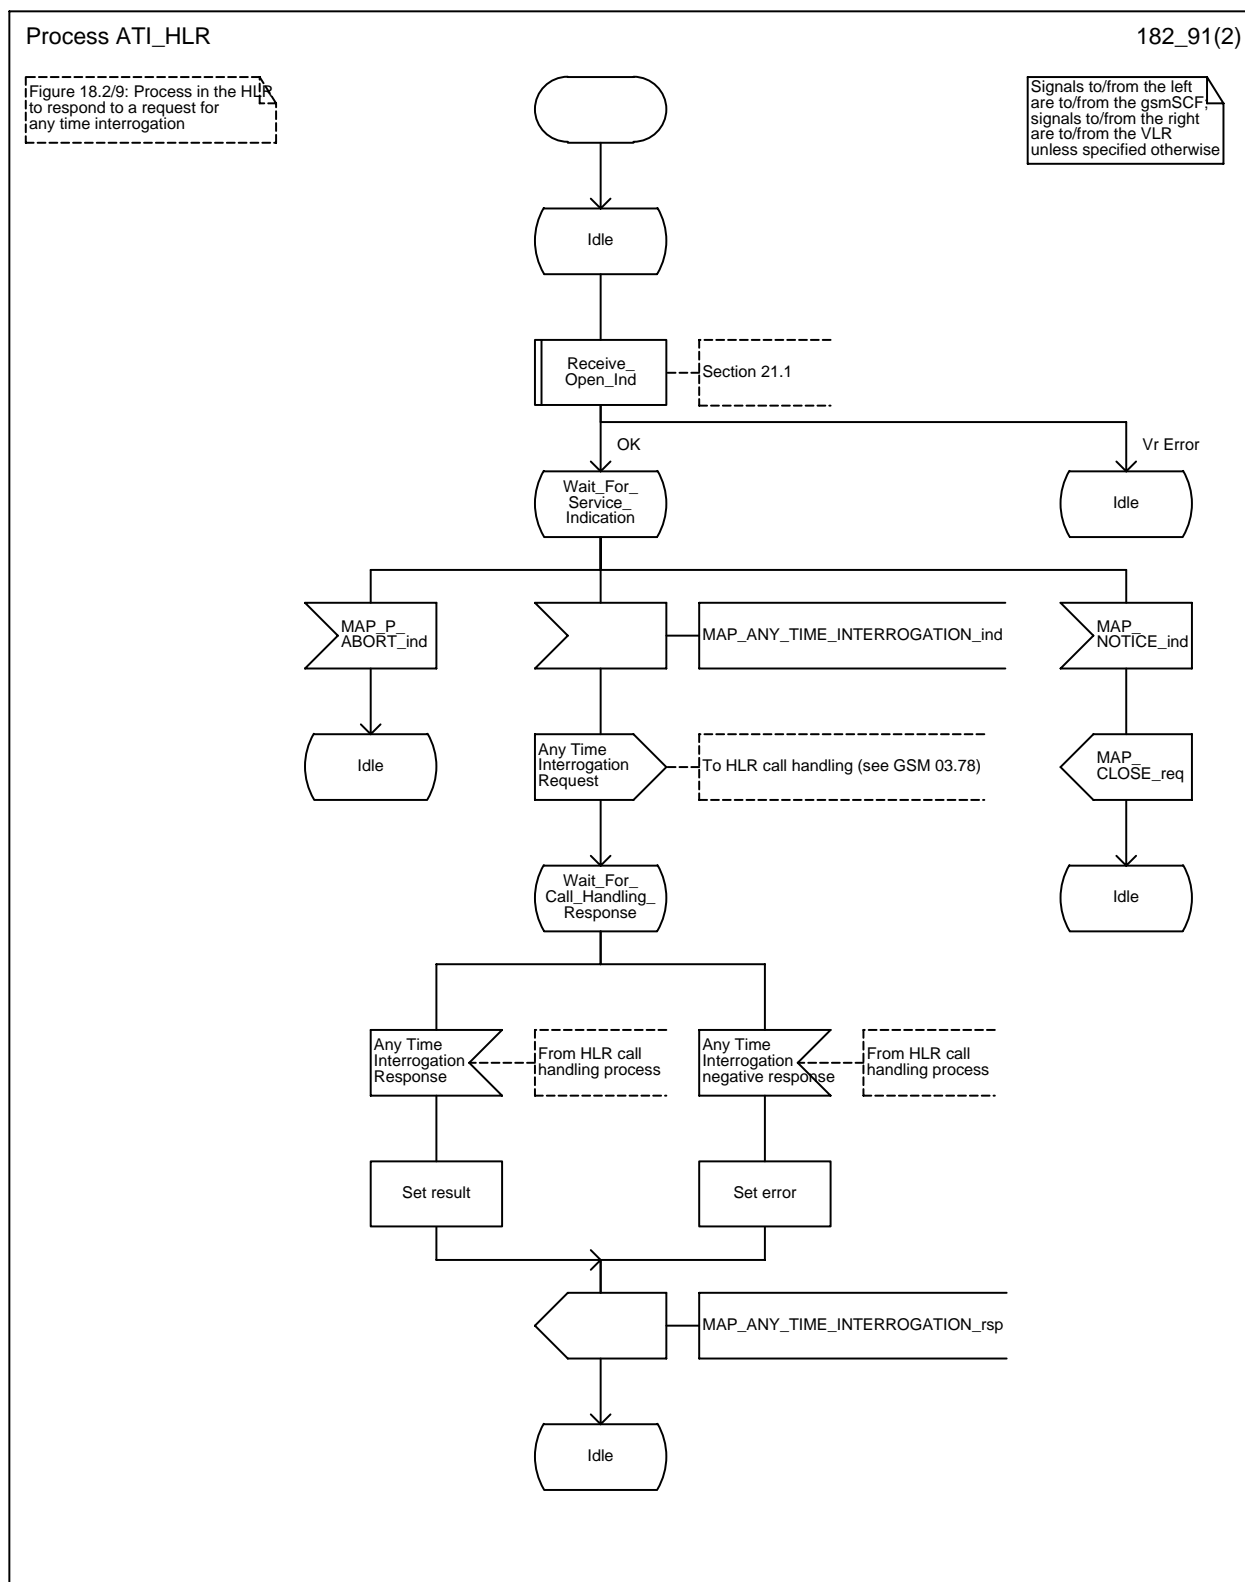 Process ATI_HLR
182_91(2)
Figure 18.2/9: Process in the HLR
to respond to a request for
any time interrogation
Signals to/from the left
are to/from the gsmSCF;
signals to/from the right
are to/from the VLR
unless specified otherwise
Idle
Receive_
Open_Ind
Section 21.1
OK
Vr Error
Wait_For_
Service_
Indication
Idle
MAP_P_
ABORT_ind
MAP_ANY_TIME_INTERROGATION_ind
MAP_
NOTICE_ind
Idle
Any Time
Interrogation
Request
To HLR call handling (see GSM 03.78)
MAP_
CLOSE_req
Wait_For_
Call_Handling_
Response
Idle
Any Time
Interrogation
Response
From HLR call
handling process
Any Time
Interrogation
negative response
From HLR call
handling process
Set result
Set error
MAP_ANY_TIME_INTERROGATION_rsp
Idle